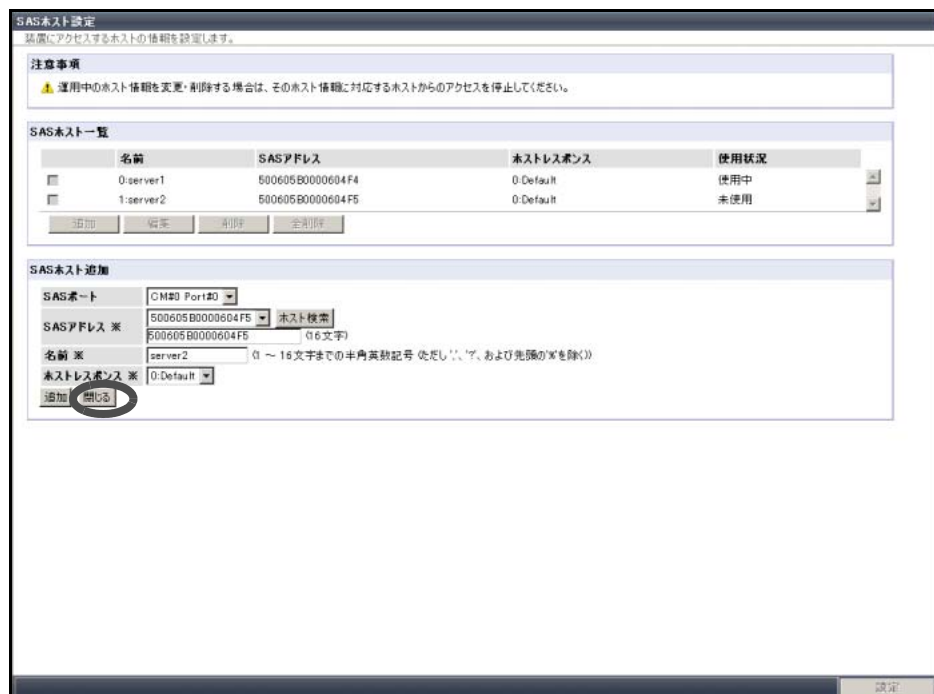 SASホスト設定
装置にアクセスするホストの情報を設定します。
注意事項
運用中のホスト情報を変更・削除する場合は、そのホスト情報に対応するホストからのアクセスを停止してください。
SASホスト一覧
名前 SASアドレス ホストレスポンス 使用状況
0:server1 500605B0000604F4 0:Default 使用中
1:server2 500605B0000604F5 0:Default 未使用
追加 編集 削除 全削除
SASホスト追加
SASポート CM#0 Port#0
SASアドレス ※ 500605B0000604F5 ホスト検索
500605B0000604F5 (16文字)
名前 ※ server2 (1 ～ 16文字までの半角英数記号 (ただし ','、'?'、および先頭の'%'を除く))
ホストレスポンス ※ 0:Default
追加 閉じる
設定